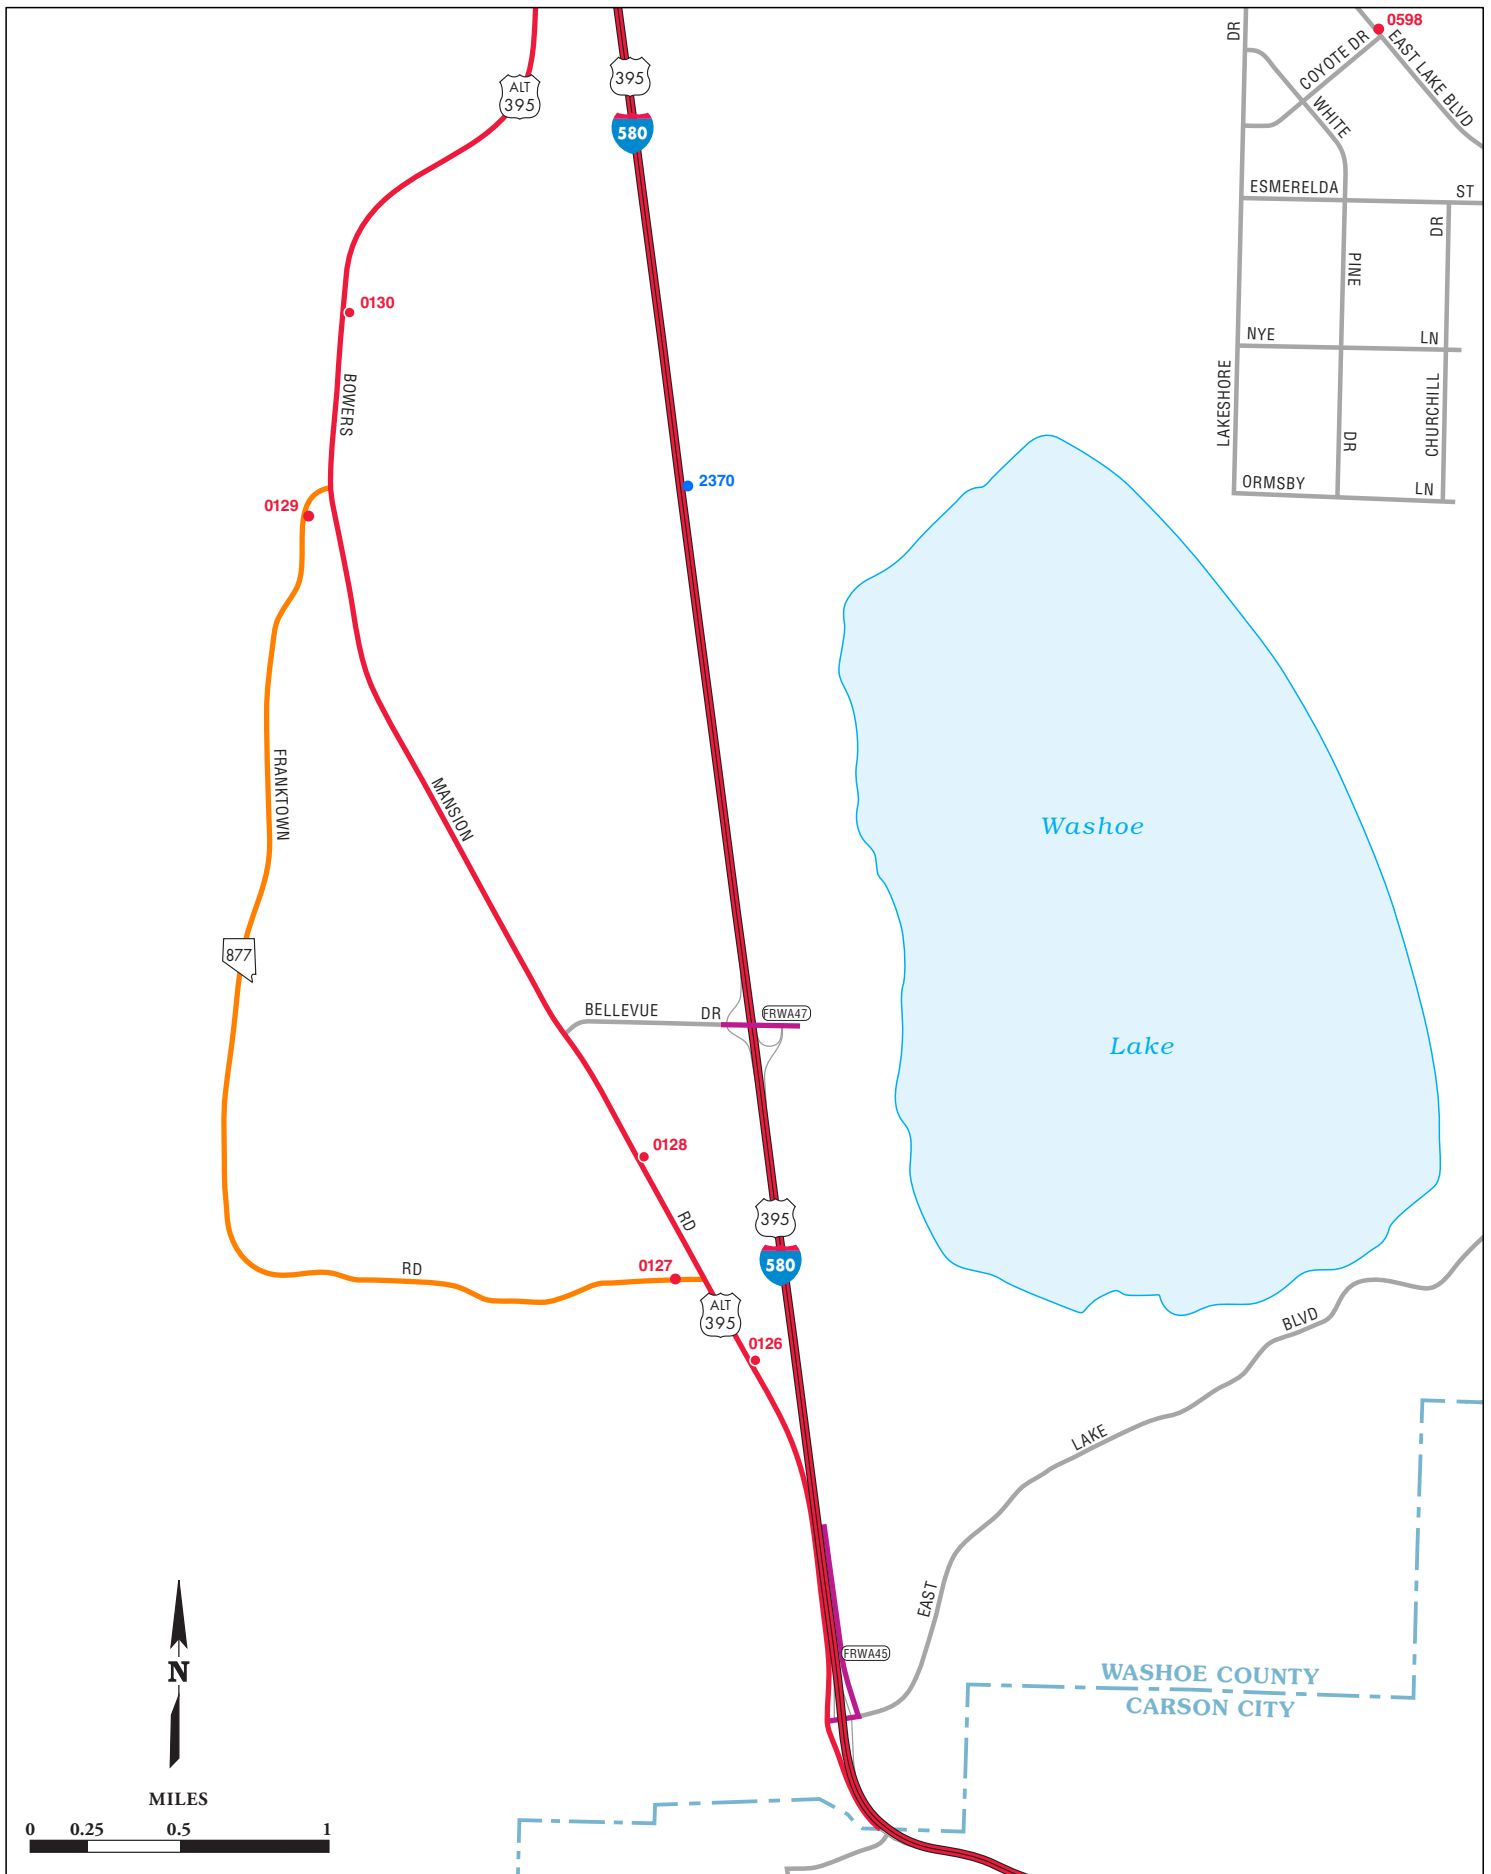 0598
DR
COYOTE DR
EAST LAKE BLVD
395
ALT
395
WHITE
580
ESMERELDA
ST
DR
PINE
0130
NYE
LN
BOWERS
LAKESHORE
CHURCHILL
DR
2370
ORMSBY
LN
0129
FRANKTOWN
MANSION
Washoe
877
BELLEVUE
DR
FRWA47
Lake
0128
RD
395
RD
0127
580
ALT
395
BLVD
0126
LAKE
EAST
FRWA45
N
WASHOE COUNTY
CARSON CITY
MILES
0 0.25 0.5 1